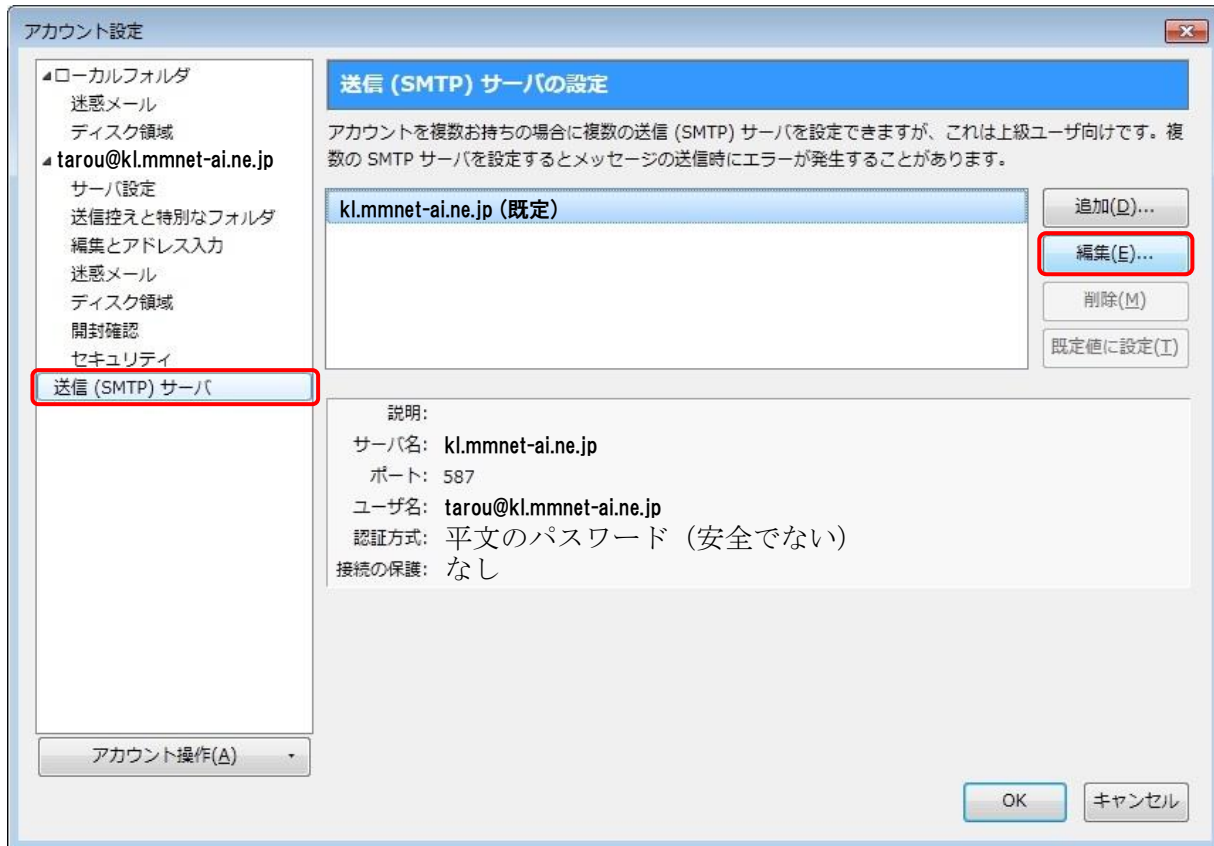 アカウント設定
ローカルフォルダ
迷惑メール
ディスク領域
tarou@kl.mmnet-ai.ne.jp
サーバ設定
送信控えと特別なフォルダ
編集とアドレス入力
迷惑メール
ディスク領域
開封確認
セキュリティ
送信 (SMTP) サーバ
アカウント操作(A)
送信 (SMTP) サーバの設定
アカウントを複数お持ちの場合に複数の送信 (SMTP) サーバを設定できますが、これは上級ユーザ向けです。複
数の SMTP サーバを設定するとメッセージの送信時にエラーが発生することがあります。
kl.mmnet-ai.ne.jp (既定)
追加(D)...
編集(E)...
削除(M)
既定値に設定(T)
説明:
サーバ名: kl.mmnet-ai.ne.jp
ポート: 587
ユーザ名: tarou@kl.mmnet-ai.ne.jp
認証方式: 平文のパスワード（安全でない）
接続の保護: なし
OK
キャンセル